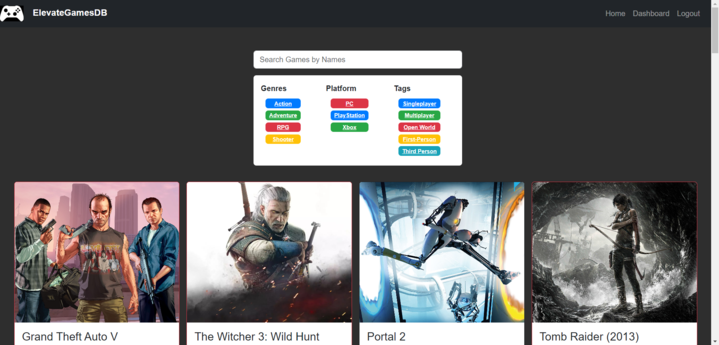 ElevateGamesDB
Home Dashboard Logout
Search Games by Names
Genres Platform Tags
Action PC Singleplayer
Adventure PlayStation Multiplayer
RPG Xbox Open World
Shooter First-Person
Third Person
Grand Theft Auto V The Witcher 3: Wild Hunt Portal 2 Tomb Raider (2013)